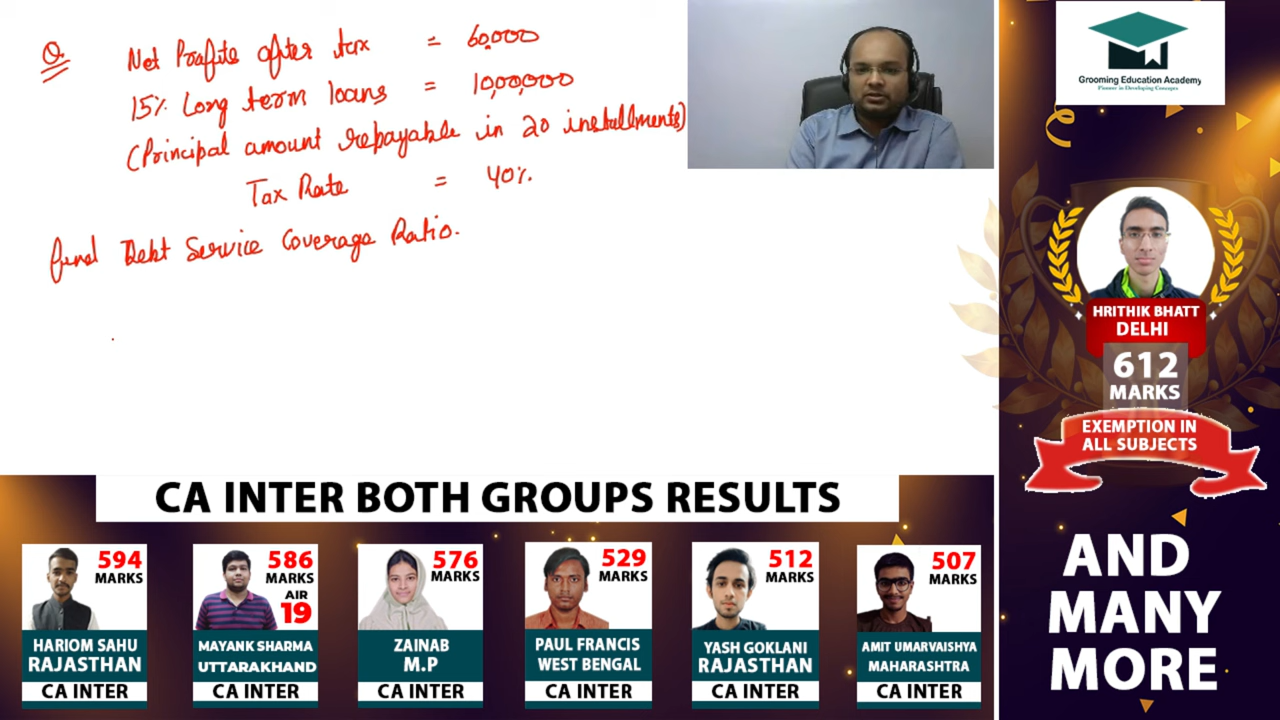 Q. Net Profits after tax = 60,000
15% Long term loans = 10,00,000
(Principal amount repayable in 20 installments)
Tax Rate = 40%
find Debt Service Coverage Ratio.
Grooming Education Academy
Pioneer in Developing Concepts
HRITHIK BHATT
DELHI
612
MARKS
EXEMPTION IN
ALL SUBJECTS
AND
MANY
MORE
CA INTER BOTH GROUPS RESULTS
594
MARKS
HARIOM SAHU
RAJASTHAN
CA INTER
586
MARKS
AIR
19
MAYANK SHARMA
UTTARAKHAND
CA INTER
576
MARKS
ZAINAB
M.P
CA INTER
529
MARKS
PAUL FRANCIS
WEST BENGAL
CA INTER
512
MARKS
YASH GOKLANI
RAJASTHAN
CA INTER
507
MARKS
AMIT UMARVAISHYA
MAHARASHTRA
CA INTER